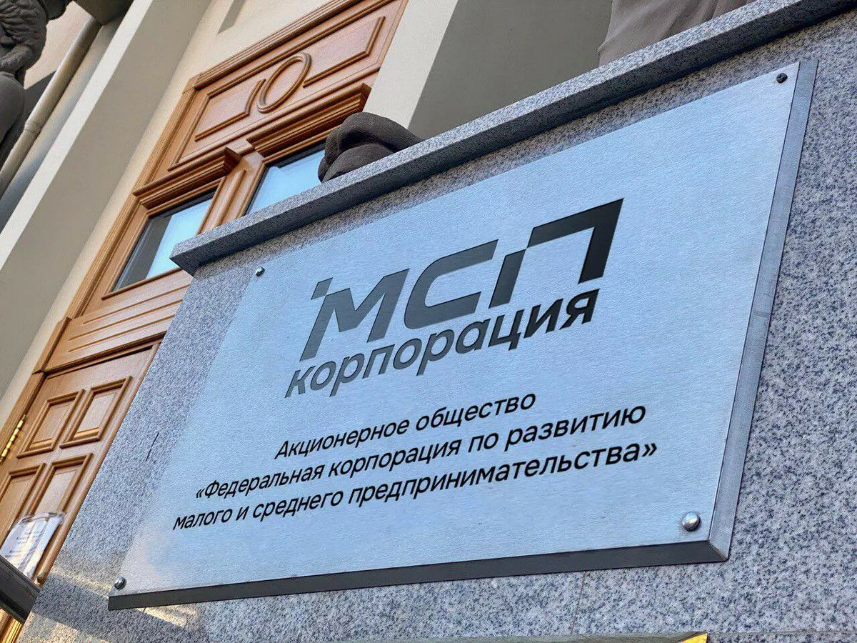 МСП
корпорация
Акционерное общество
«Федеральная корпорация по развитию
малого и среднего предпринимательства»